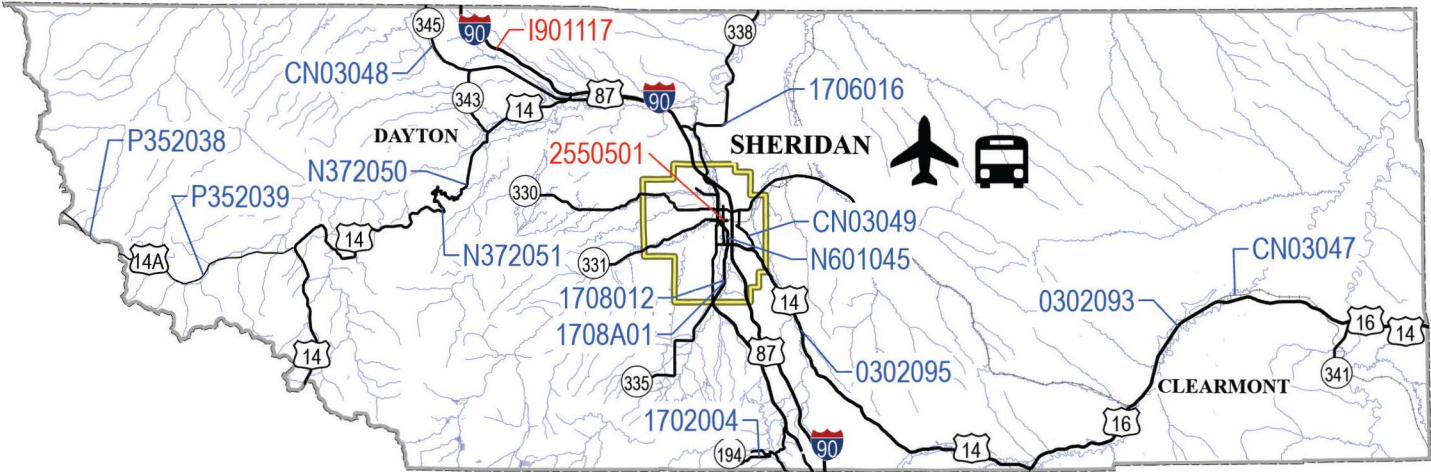 345
90
I901117
338
CN03048
343
14
87
90
1706016
DAYTON
SHERIDAN
P352038
2550501
N372050
330
P352039
CN03049
14
14A
N372051
331
N601045
CN03047
1708012
14
0302093
1708A01
16
14
14
87
0302095
341
335
CLEARMONT
1702004
16
194
90
14